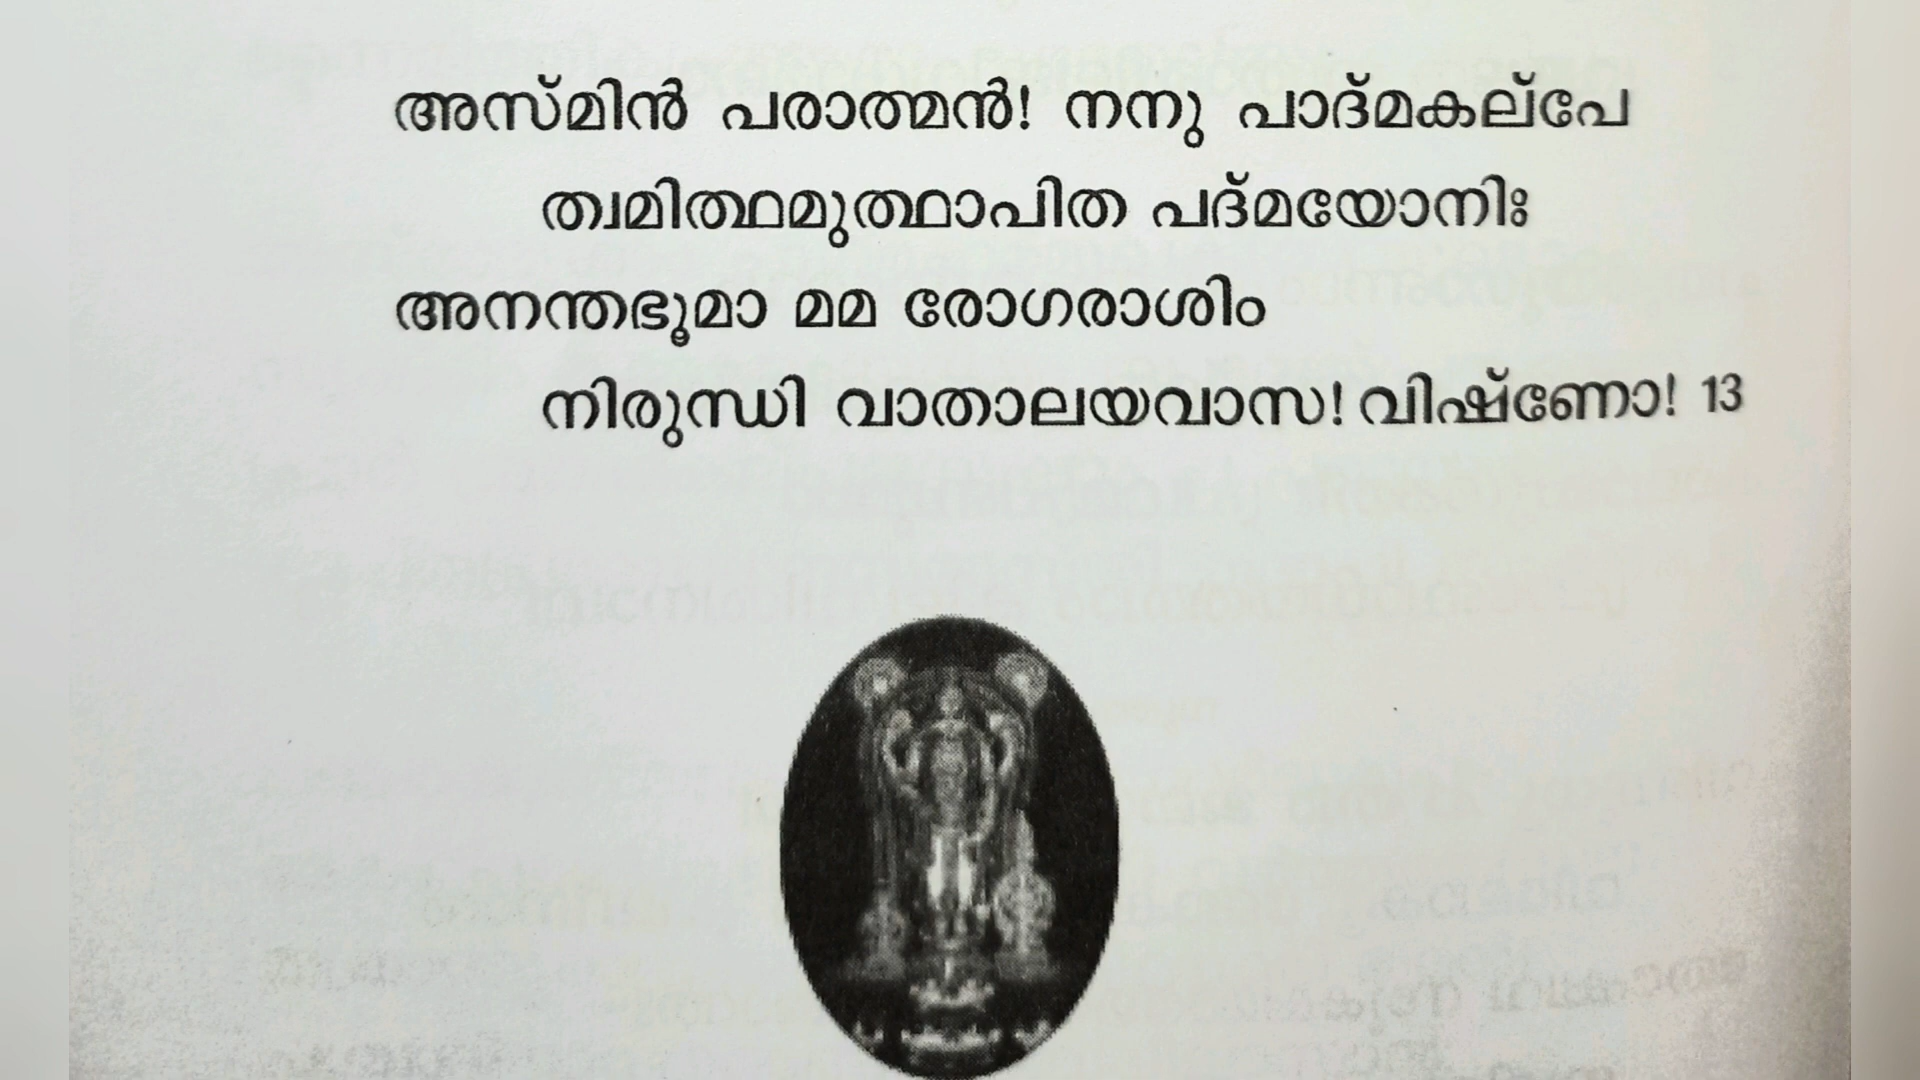 അസ്മിൻ പരാത്മൻ! നനു പാദ്മകല്പേ
ത്വമിത്ഥമുത്ഥാപിത പദ്മയോനിഃ
അനന്തഭൂമാ മമ രോഗരാശിം
നിരുന്ധി വാതാലയവാസ! വിഷ്ണോ! 13